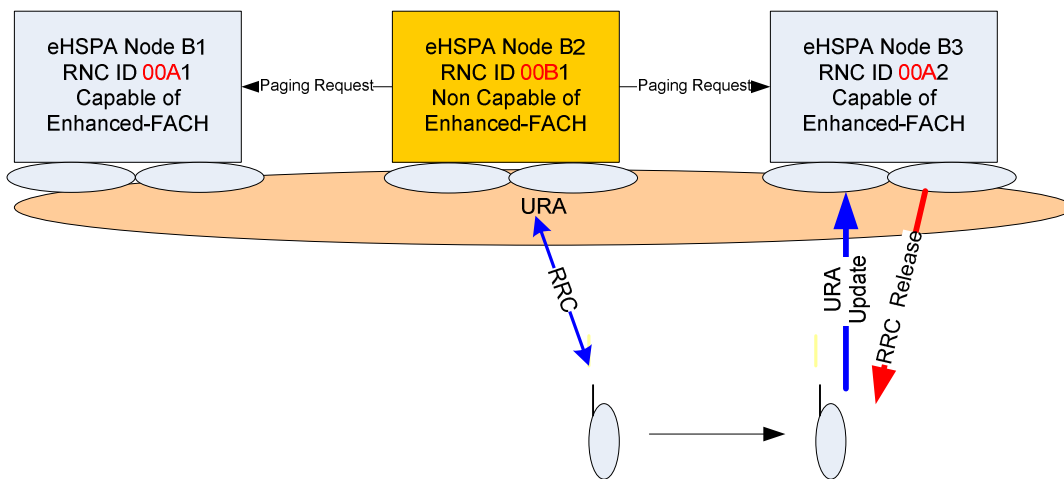 eHSPA Node B1
RNC ID 00A1
Capable of
Enhanced-FACH
Paging Request
eHSPA Node B2
RNC ID 00B1
Non Capable of
Enhanced-FACH
Paging Request
eHSPA Node B3
RNC ID 00A2
Capable of
Enhanced-FACH
URA
RRC
URA
Update
RRC Release